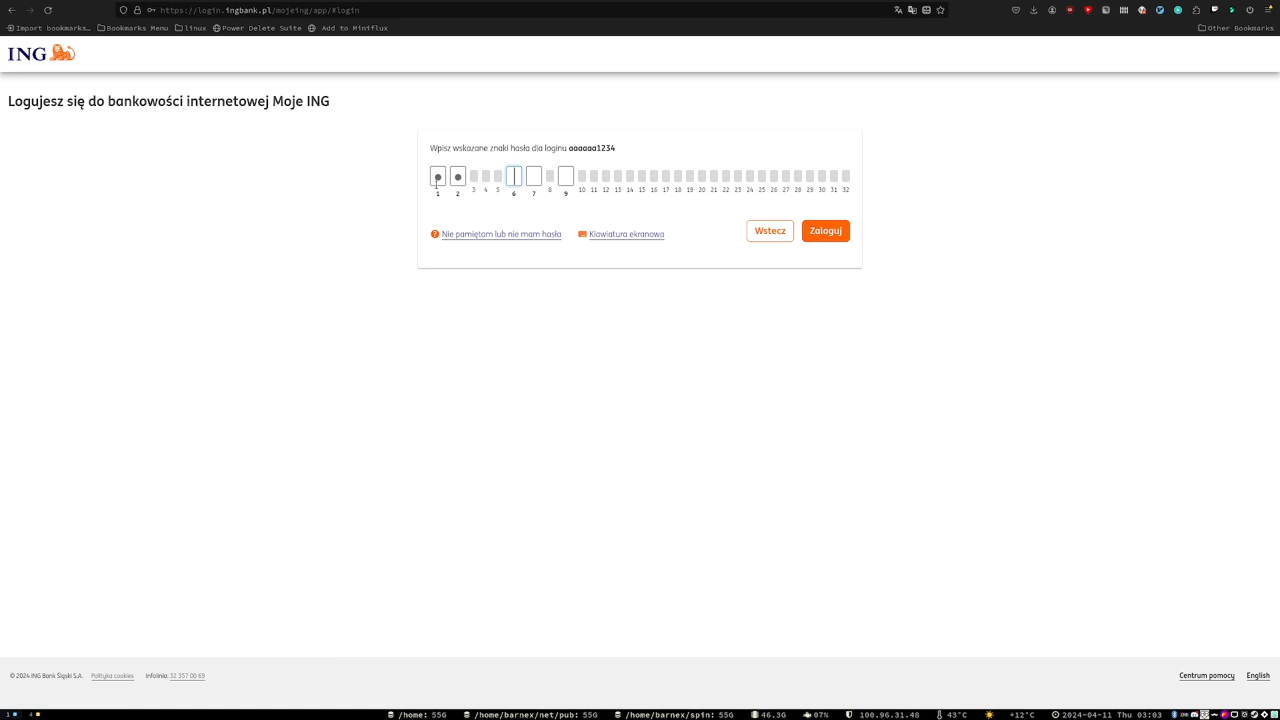 https://login.ingbank.pl/mojeing/app/#login
Import bookmarks… Bookmarks Menu linux Power Delete Suite Add to Miniflux Other Bookmarks
ING
Logujesz się do bankowości internetowej Moje ING
Wpisz wskazane znaki hasła dla loginu aaaaaa1234
1 2 3 4 5 6 7 8 9 10 11 12 13 14 15 16 17 18 19 20 21 22 23 24 25 26 27 28 29 30 31 32
Nie pamiętam lub nie mam hasła Klawiatura ekranowa Wstecz Zaloguj
© 2024 ING Bank Śląski S.A. Polityka cookies Infolinia: 32 357 00 69 Centrum pomocy English
1 4 /home: 55G /home/barnex/net/pub: 55G /home/barnex/spin: 55G 46.3G 07% 100.96.31.48 43°C +12°C 2024-04-11 Thu 03:03